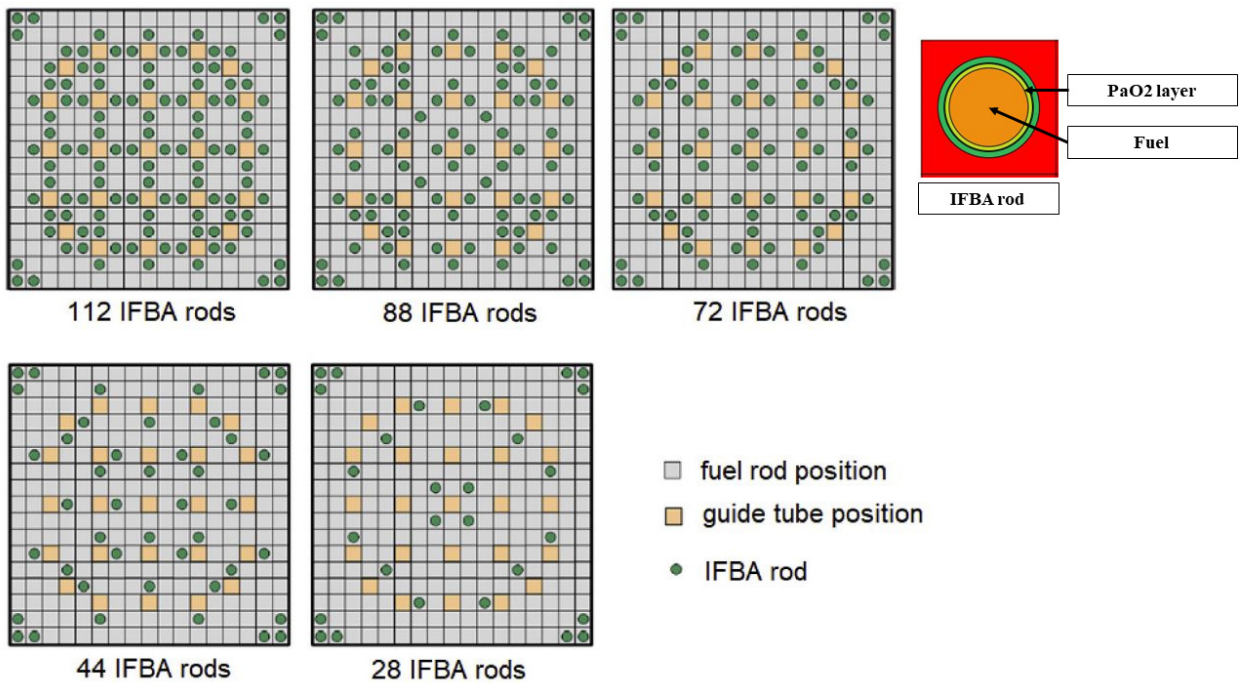 112 IFBA rods
88 IFBA rods
72 IFBA rods
PaO2 layer
Fuel
IFBA rod
44 IFBA rods
28 IFBA rods
fuel rod position
guide tube position
IFBA rod